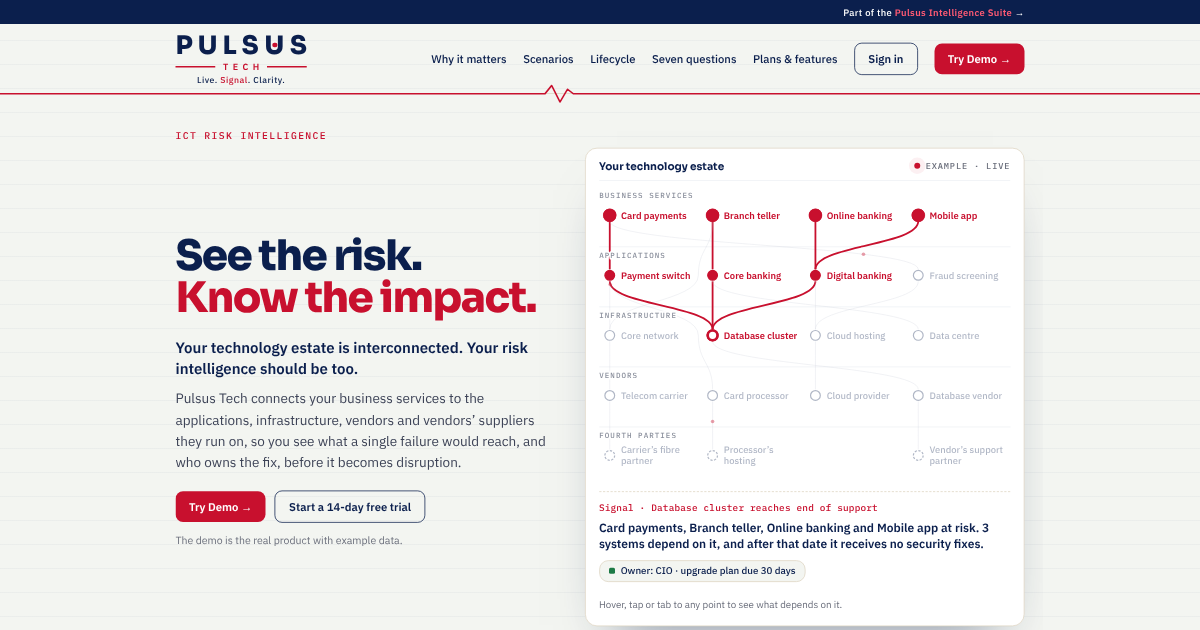 Part of the Pulsus Intelligence Suite →
PULSUS
TECH
Live. Signal. Clarity.
Why it matters
Scenarios
Lifecycle
Seven questions
Plans & features
Sign in
Try Demo →
ICT RISK INTELLIGENCE
See the risk.
Know the impact.
Your technology estate is interconnected. Your risk
intelligence should be too.
Pulsus Tech connects your business services to the
applications, infrastructure, vendors and vendors’ suppliers
they run on, so you see what a single failure would reach, and
who owns the fix, before it becomes disruption.
Try Demo →
Start a 14-day free trial
The demo is the real product with example data.
Your technology estate
EXAMPLE · LIVE
BUSINESS SERVICES
Card payments
Branch teller
Online banking
Mobile app
APPLICATIONS
Payment switch
Core banking
Digital banking
Fraud screening
INFRASTRUCTURE
Core network
Database cluster
Cloud hosting
Data centre
VENDORS
Telecom carrier
Card processor
Cloud provider
Database vendor
FOURTH PARTIES
Carrier’s fibre
partner
Processor’s
hosting
Vendor’s support
partner
Signal · Database cluster reaches end of support
Card payments, Branch teller, Online banking and Mobile app at risk. 3
systems depend on it, and after that date it receives no security fixes.
Owner: CIO · upgrade plan due 30 days
Hover, tap or tab to any point to see what depends on it.